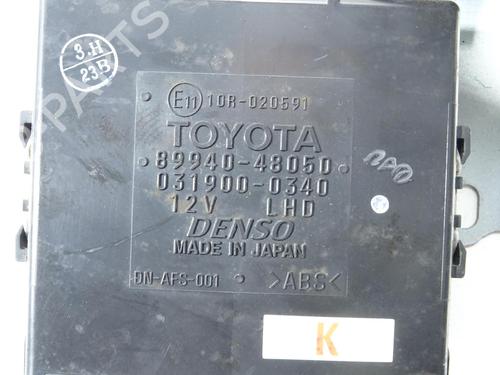 3.H
23B
E11 10R-020591
TOYOTA
89940-48050
031900-0340
12V LHD
DENSO
MADE IN JAPAN
DN-AFS-001 >ABS<
K